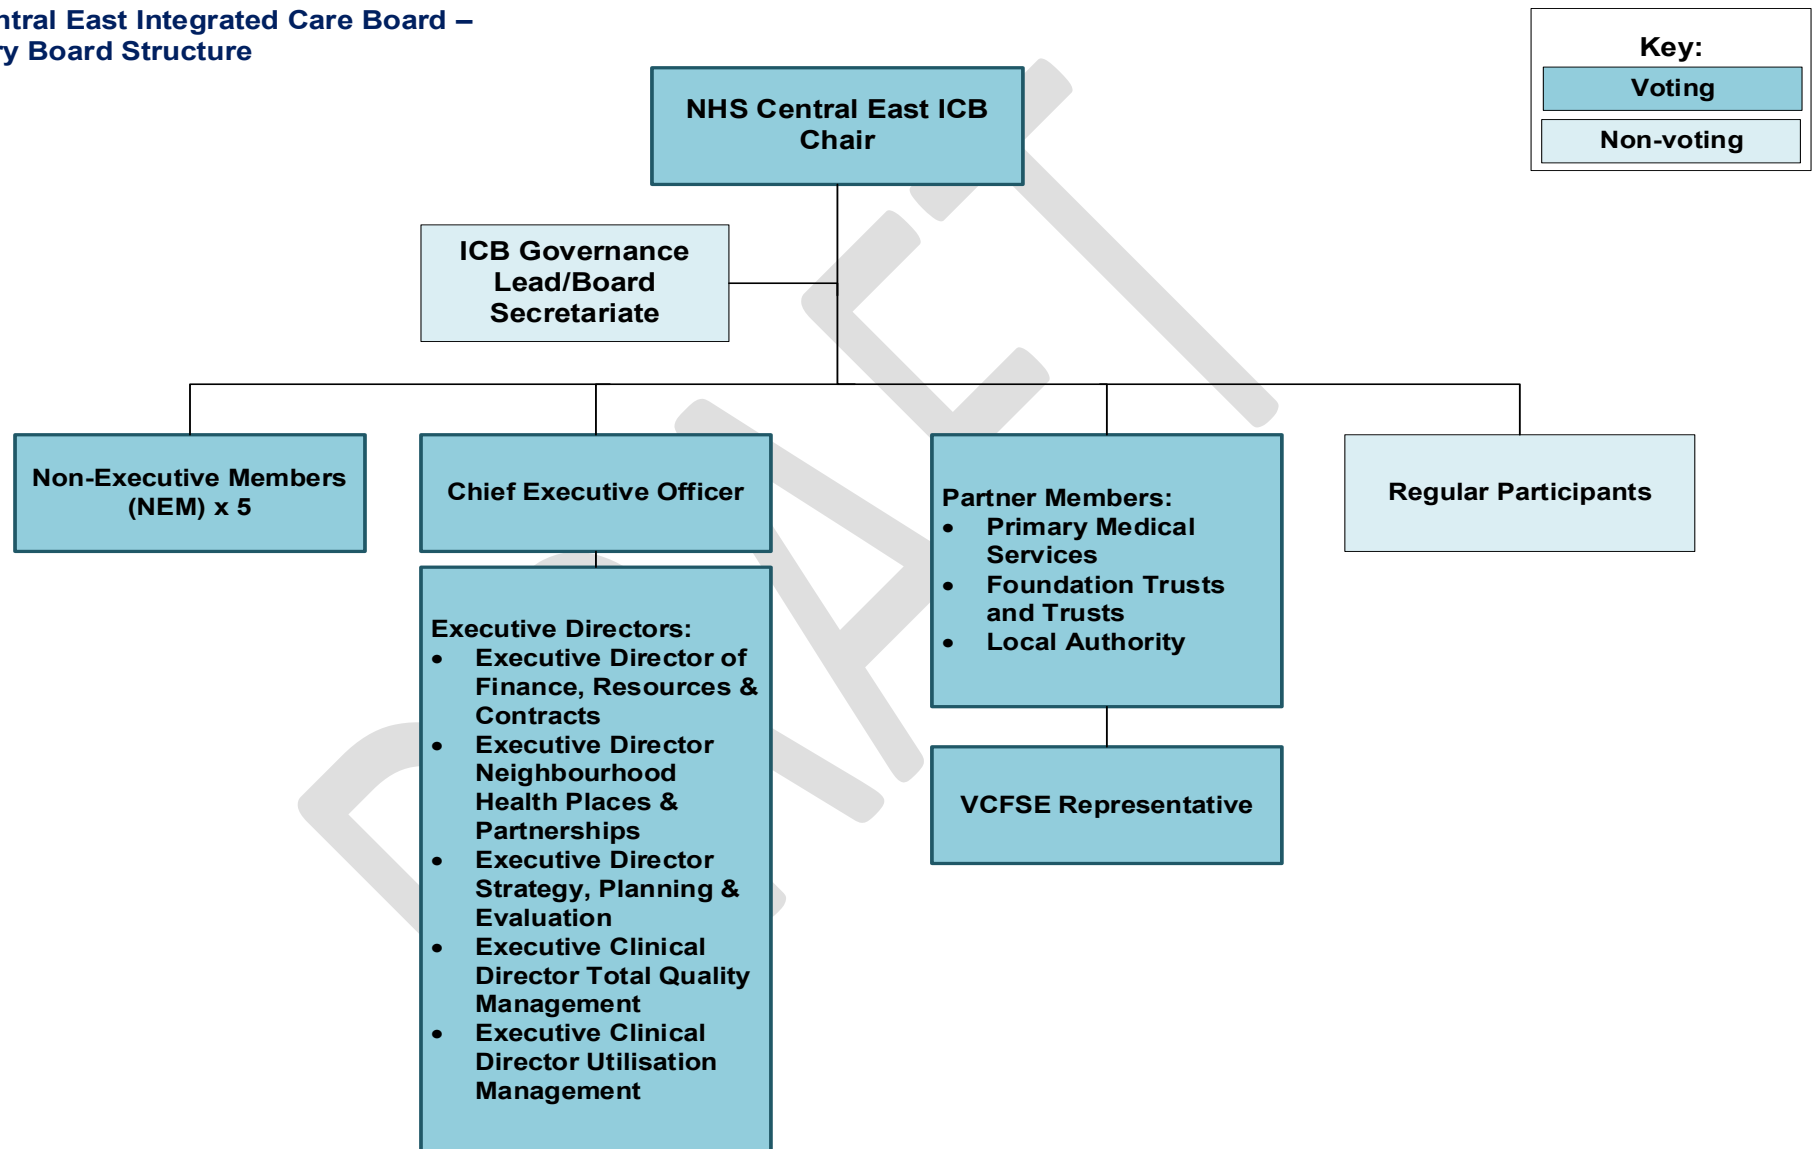 ntral East Integrated Care Board –
ry Board Structure
Key:
Voting
Non-voting
NHS Central East ICB
Chair
ICB Governance
Lead/Board
Secretariate
Non-Executive Members
(NEM) x 5
Chief Executive Officer
Executive Directors:
• Executive Director of
Finance, Resources &
Contracts
• Executive Director
Neighbourhood
Health Places &
Partnerships
• Executive Director
Strategy, Planning &
Evaluation
• Executive Clinical
Director Total Quality
Management
• Executive Clinical
Director Utilisation
Management
Partner Members:
• Primary Medical
Services
• Foundation Trusts
and Trusts
• Local Authority
VCFSE Representative
Regular Participants
DRAFT